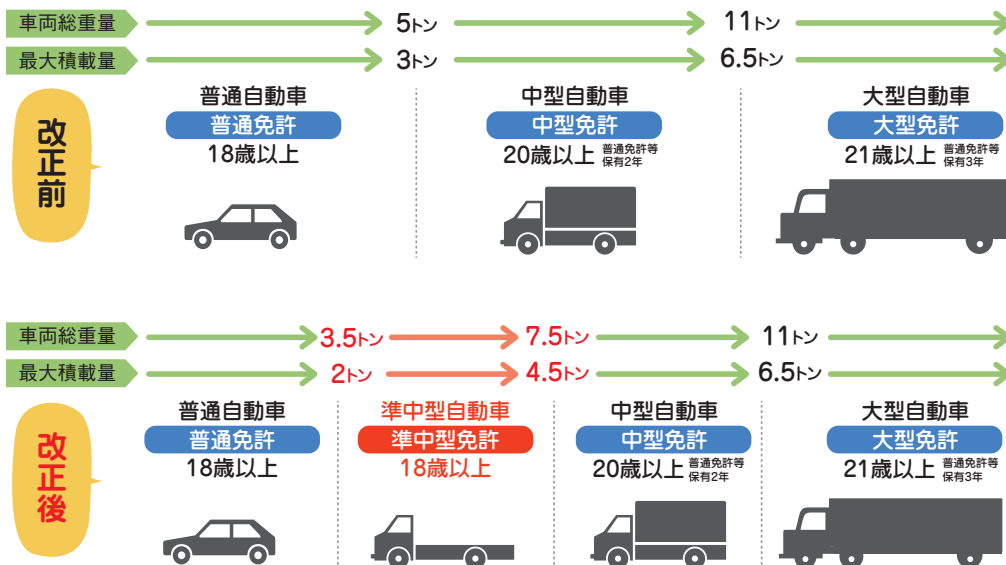 車両総重量 5トン 11トン
最大積載量 3トン 6.5トン
改正前
普通自動車
普通免許
18歳以上
中型自動車
中型免許
20歳以上 普通免許等
保有2年
大型自動車
大型免許
21歳以上 普通免許等
保有3年
車両総重量 3.5トン 7.5トン 11トン
最大積載量 2トン 4.5トン 6.5トン
改正後
普通自動車
普通免許
18歳以上
準中型自動車
準中型免許
18歳以上
中型自動車
中型免許
20歳以上 普通免許等
保有2年
大型自動車
大型免許
21歳以上 普通免許等
保有3年